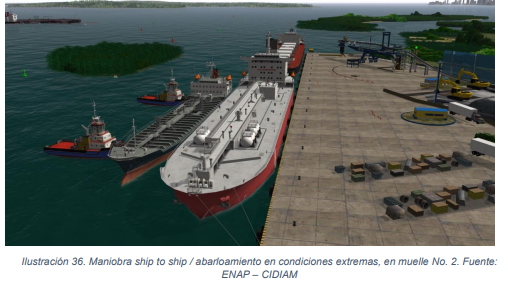 Ilustración 36. Maniobra ship to ship / abarloamiento en condiciones extremas, en muelle No. 2. Fuente:
ENAP – CIDIAM